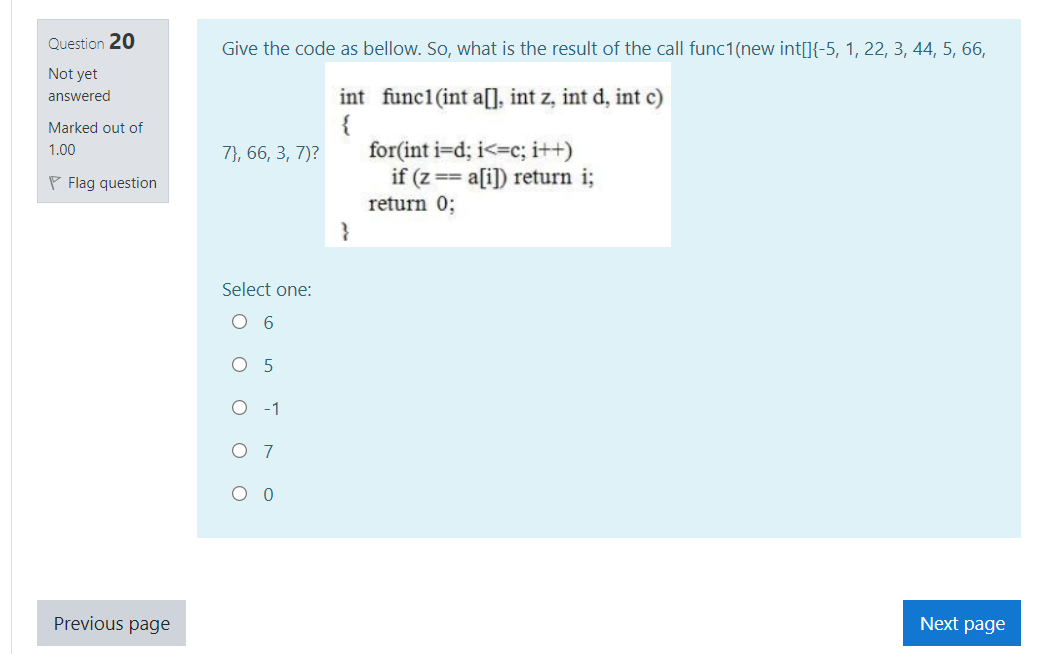 Question 20
Not yet
answered
Marked out of
1.00
Flag question
Give the code as bellow. So, what is the result of the call func1(new int[]{-5, 1, 22, 3, 44, 5, 66,
7}, 66, 3, 7)?
int func1(int a[], int z, int d, int c)
{
for(int i=d; i<=c; i++)
if (z == a[i]) return i;
return 0;
}
Select one:
6
5
-1
7
0
Previous page
Next page